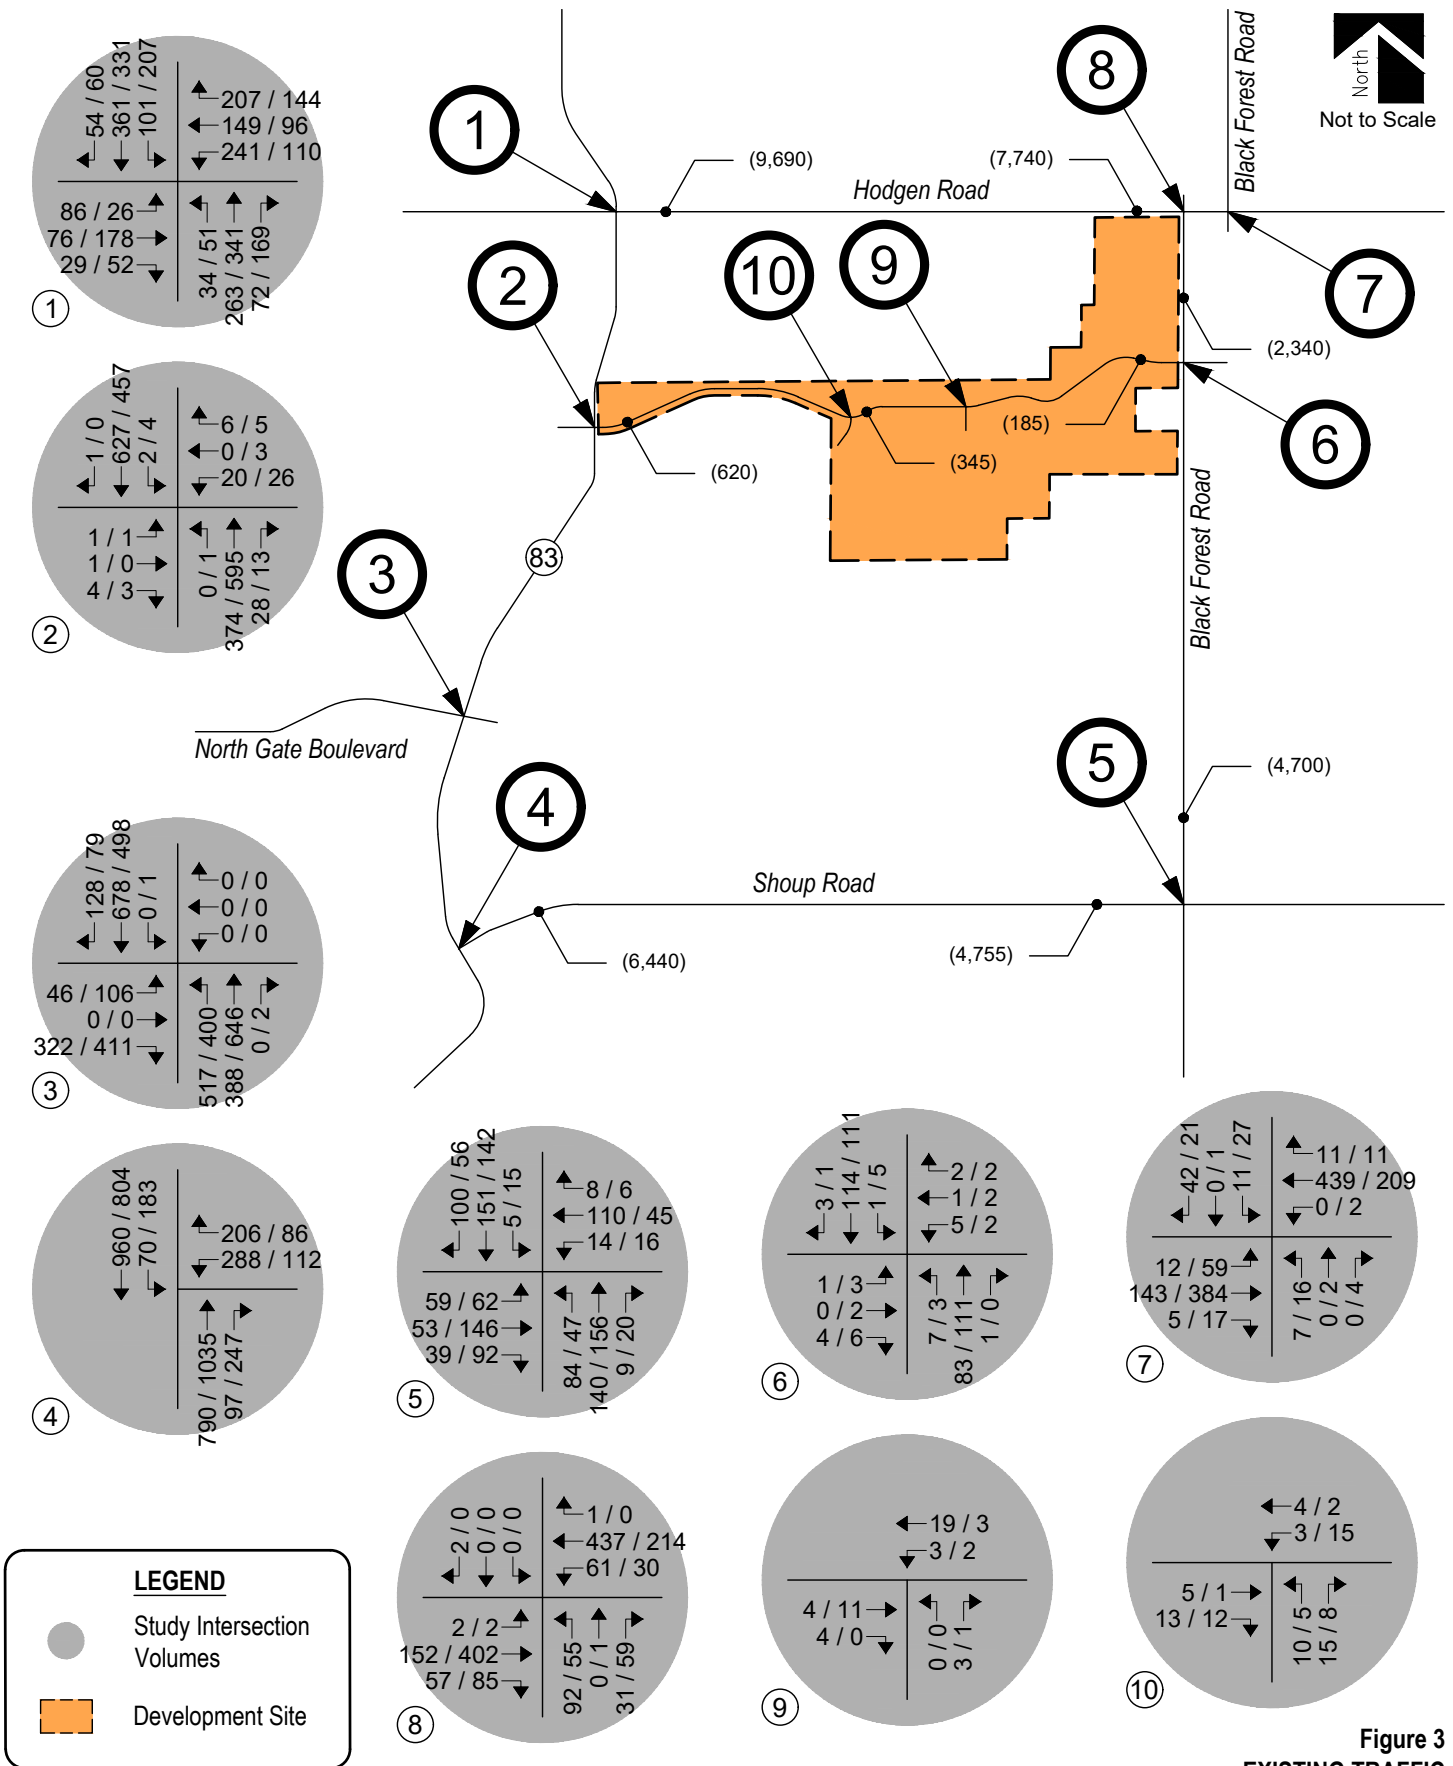 54 / 60
361 / 331
101 / 207
207 / 144
149 / 96
241 / 110
86 / 26
76 / 178
29 / 52
34 / 51
263 / 341
72 / 169
1
1 / 0
627 / 457
2 / 4
6 / 5
0 / 3
20 / 26
1 / 1
1 / 0
4 / 3
0 / 1
374 / 595
28 / 13
2
128 / 79
678 / 498
0 / 1
0 / 0
0 / 0
0 / 0
46 / 106
0 / 0
322 / 411
517 / 400
388 / 646
0 / 2
3
960 / 804
70 / 183
206 / 86
288 / 112
790 / 1035
97 / 247
4
1
2
3
4
5
6
7
8
9
10
(9,690)
(7,740)
Hodgen Road
Black Forest Road
North
Not to Scale
(2,340)
(185)
(345)
(620)
83
Black Forest Road
North Gate Boulevard
(4,700)
Shoup Road
(6,440)
(4,755)
100 / 56
151 / 142
5 / 15
8 / 6
110 / 45
14 / 16
59 / 62
53 / 146
39 / 92
84 / 47
140 / 156
9 / 20
5
3 / 1
114 / 111
1 / 5
2 / 2
1 / 2
5 / 2
1 / 3
0 / 2
4 / 6
7 / 3
83 / 111
1 / 0
6
42 / 21
0 / 1
11 / 27
11 / 11
439 / 209
0 / 2
12 / 59
143 / 384
5 / 17
7 / 16
0 / 2
0 / 4
7
2 / 0
0 / 0
0 / 0
1 / 0
437 / 214
61 / 30
2 / 2
152 / 402
57 / 85
92 / 55
0 / 1
31 / 59
8
19 / 3
3 / 2
4 / 11
4 / 0
0 / 0
3 / 1
9
4 / 2
3 / 15
5 / 1
13 / 12
10 / 5
15 / 8
10
LEGEND
Study Intersection
Volumes
Development Site
Figure 3
EXISTING TRAFFIC